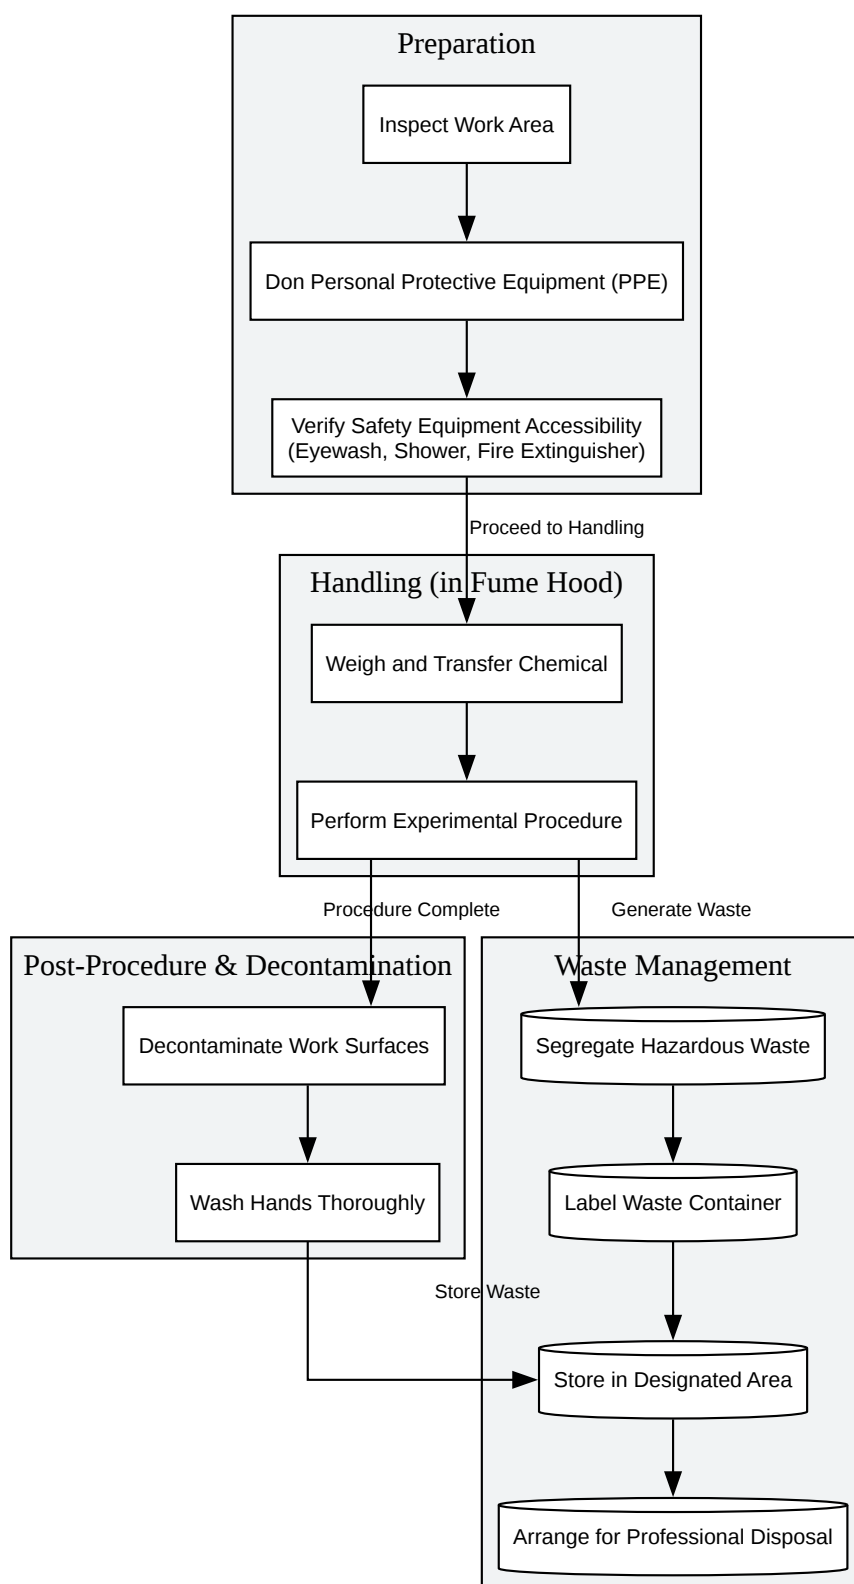 Preparation
Inspect Work Area
Don Personal Protective Equipment (PPE)
Verify Safety Equipment Accessibility
(Eyewash, Shower, Fire Extinguisher)
Proceed to Handling
Handling (in Fume Hood)
Weigh and Transfer Chemical
Perform Experimental Procedure
Procedure Complete
Generate Waste
Post-Procedure & Decontamination
Decontaminate Work Surfaces
Wash Hands Thoroughly
Waste Management
Segregate Hazardous Waste
Label Waste Container
Store Waste
Store in Designated Area
Arrange for Professional Disposal